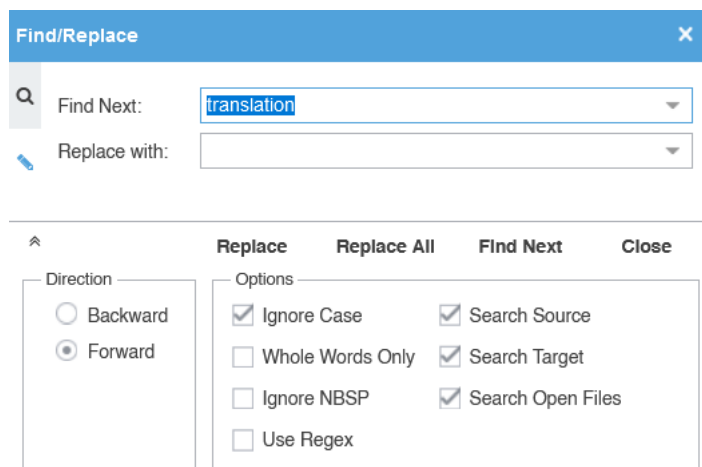 Find/Replace
Find Next: translation
Replace with:
Replace Replace All Find Next Close
Direction Options
Backward Ignore Case Search Source
Forward Whole Words Only Search Target
Ignore NBSP Search Open Files
Use Regex